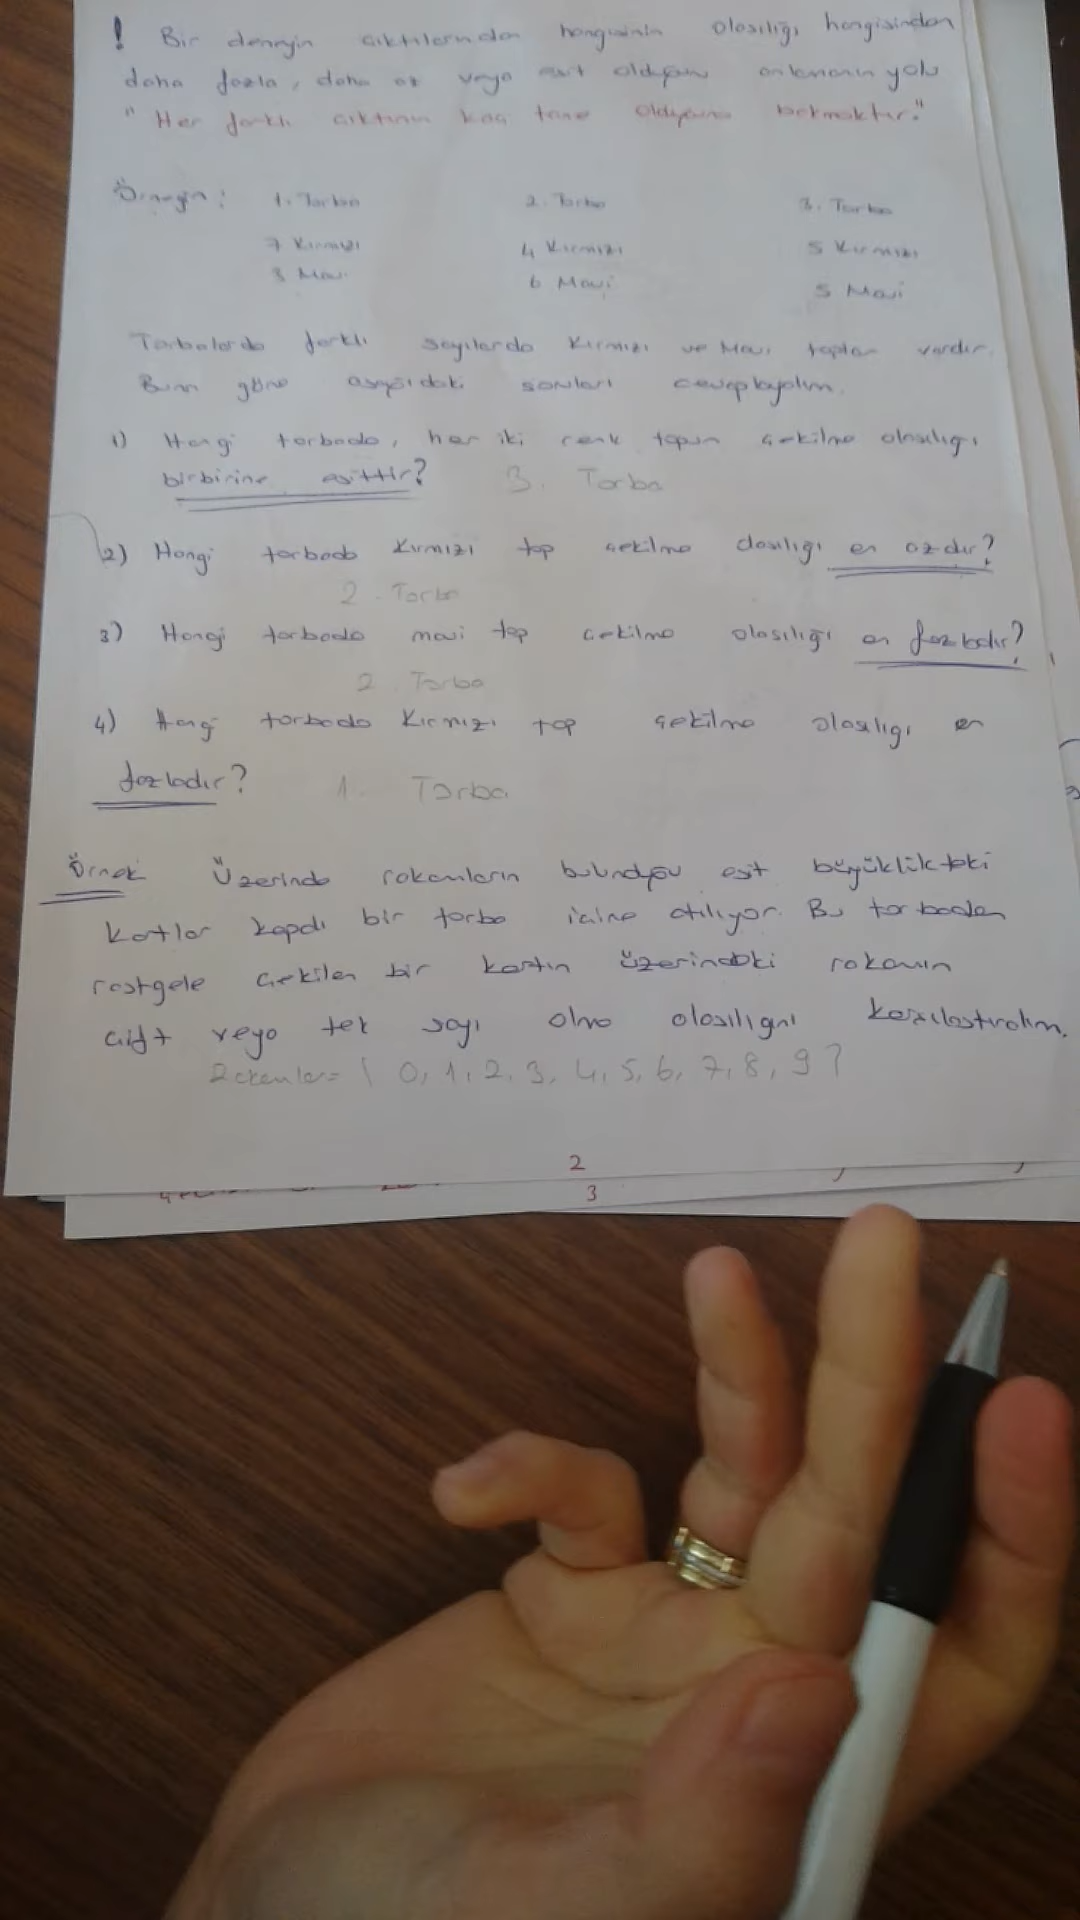 ! Bir deneyin çıktılarından hangisinin olasılığı hangisinden
daha fazla, daha az veya eşit olduğunu anlamanın yolu
"Her farklı çıktının kaç tane olduğuna bakmaktır."
Örneğin: 1. Torba 2. Torba 3. Torba
7 Kırmızı 4 Kırmızı 5 Kırmızı
3 Mavi 6 Mavi 5 Mavi
Torbalarda farklı sayılarda Kırmızı ve Mavi toplar vardır.
Buna göre aşağıdaki soruları cevaplayalım.
1) Hangi torbada, her iki renk topun çekilme olasılığı
birbirine eşittir? 3. Torba
2) Hangi torbada Kırmızı top çekilme olasılığı en azdır?
2. Torba
3) Hangi torbada mavi top çekilme olasılığı en fazladır?
2. Torba
4) Hangi torbada Kırmızı top çekilme olasılığı en
fazladır? 1. Torba
Örnek Üzerinde rakamların bulunduğu eşit büyüklükteki
kartlar kapalı bir torba içine atılıyor. Bu torbadan
rastgele çekilen bir kartın üzerindeki rakamın
çift veya tek sayı olma olasılığını karşılaştıralım.
Rakamlar= { 0, 1, 2, 3, 4, 5, 6, 7, 8, 9 }
2
3